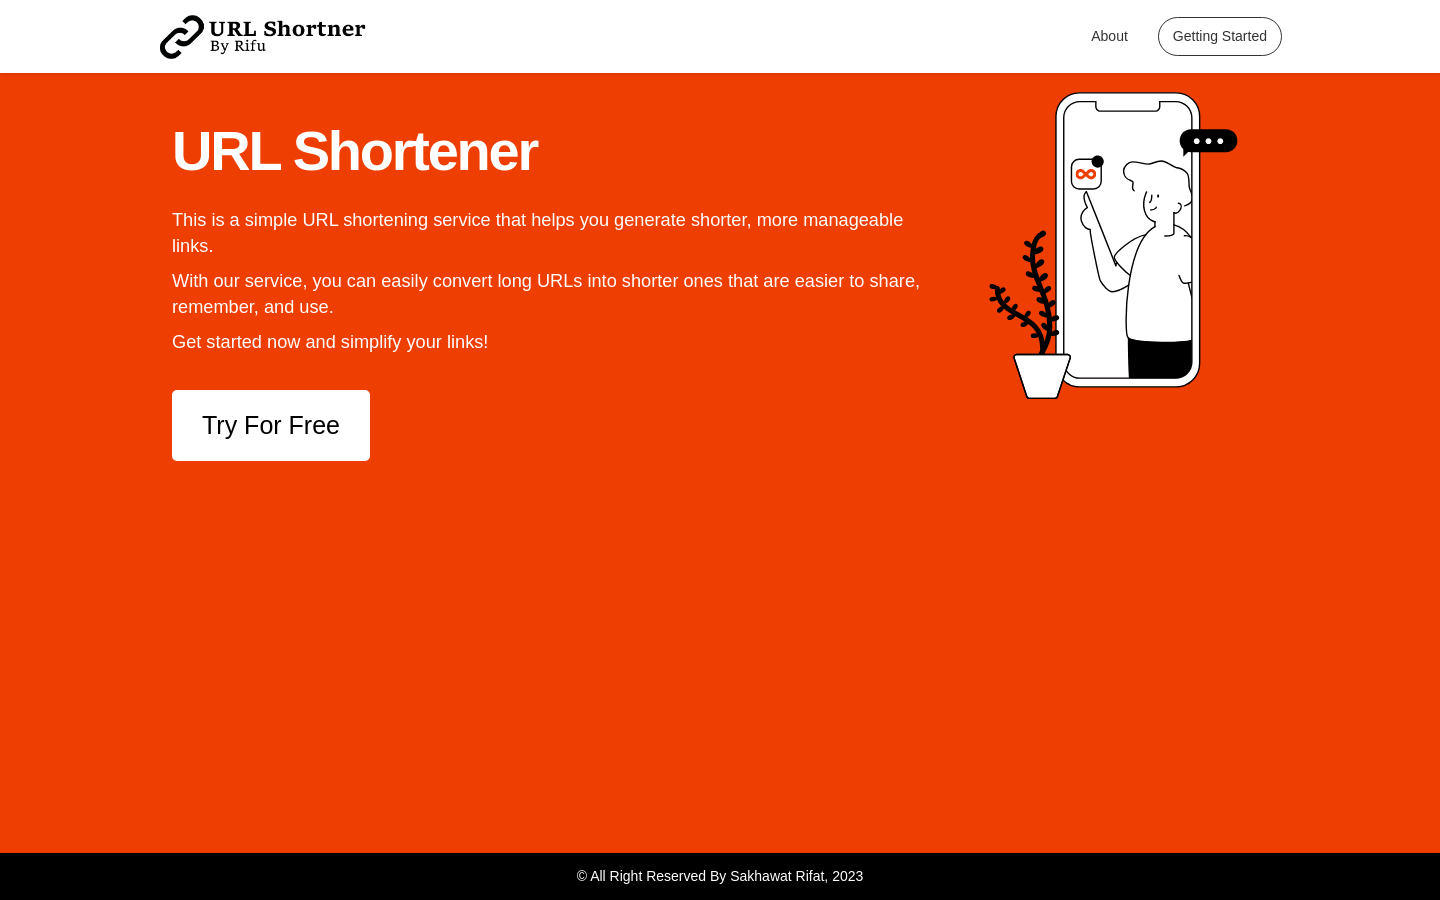 URL Shortner
By Rifu
About
Getting Started
URL Shortener
This is a simple URL shortening service that helps you generate shorter, more manageable
links.
With our service, you can easily convert long URLs into shorter ones that are easier to share,
remember, and use.
Get started now and simplify your links!
Try For Free
© All Right Reserved By Sakhawat Rifat, 2023